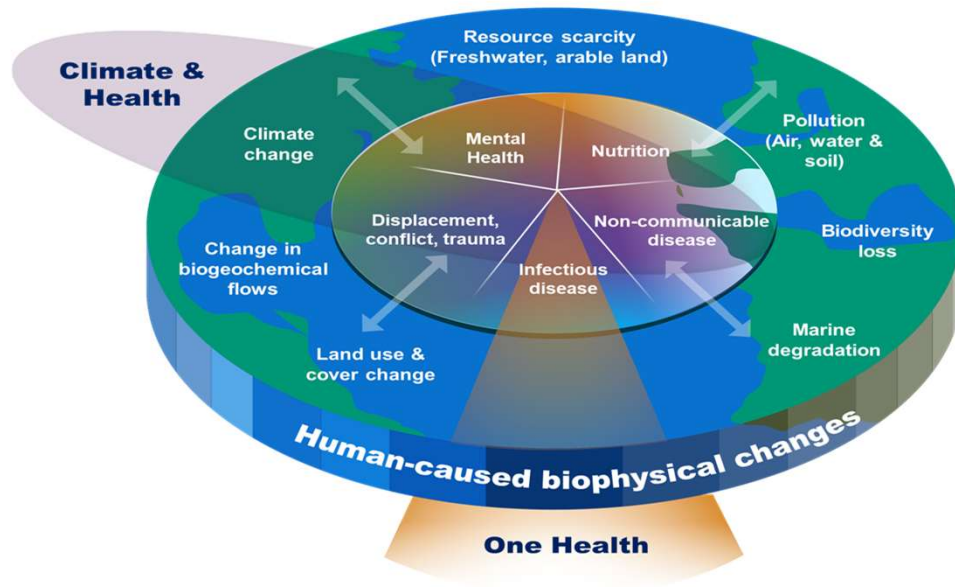 Climate &
Health
Resource scarcity
(Freshwater, arable land)
Climate
change
Pollution
(Air, water &
soil)
Mental
Health
Nutrition
Displacement,
conflict, trauma
Non-communicable
disease
Infectious
disease
Change in
biogeochemical
flows
Biodiversity
loss
Land use &
cover change
Marine
degradation
Human-caused biophysical changes
One Health